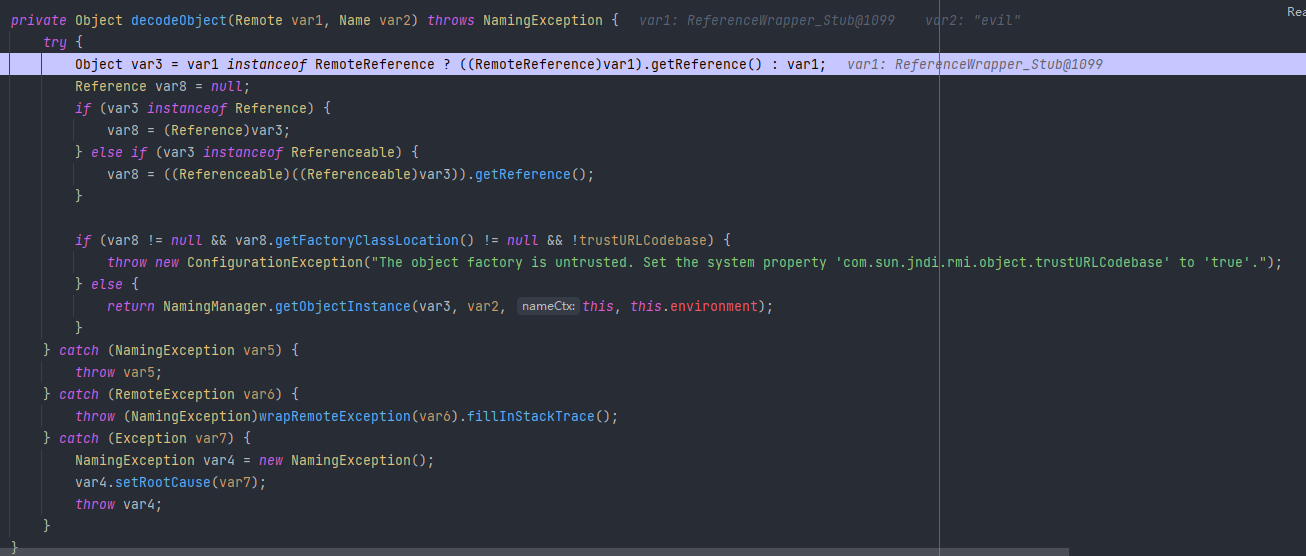 private Object decodeObject(Remote var1, Name var2) throws NamingException {   var1: ReferenceWrapper_Stub@1099    var2: "evil"
Rea
    try {
        Object var3 = var1 instanceof RemoteReference ? ((RemoteReference)var1).getReference() : var1;   var1: ReferenceWrapper_Stub@1099
        Reference var8 = null;
        if (var3 instanceof Reference) {
            var8 = (Reference)var3;
        } else if (var3 instanceof Referenceable) {
            var8 = ((Referenceable)((Referenceable)var3)).getReference();
        }

        if (var8 != null && var8.getFactoryClassLocation() != null && !trustURLCodebase) {
            throw new ConfigurationException("The object factory is untrusted. Set the system property 'com.sun.jndi.rmi.object.trustURLCodebase' to 'true'.");
        } else {
            return NamingManager.getObjectInstance(var3, var2, nameCtx: this, this.environment);
        }
    } catch (NamingException var5) {
        throw var5;
    } catch (RemoteException var6) {
        throw (NamingException)wrapRemoteException(var6).fillInStackTrace();
    } catch (Exception var7) {
        NamingException var4 = new NamingException();
        var4.setRootCause(var7);
        throw var4;
    }
}